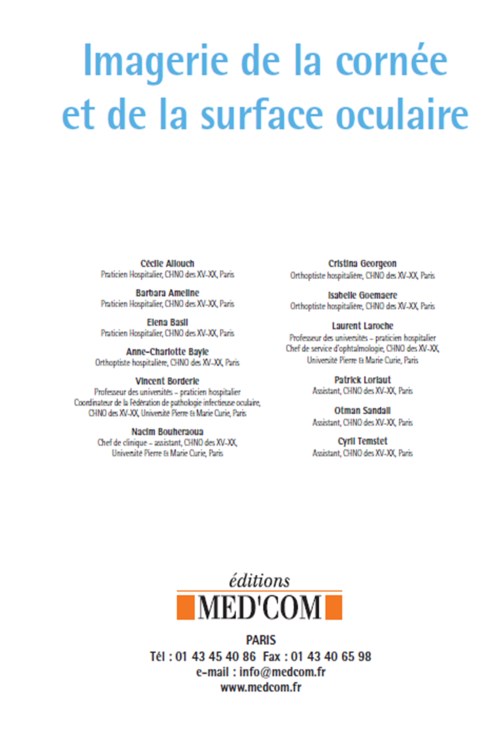 Imagerie de la cornée
et de la surface oculaire
Cécile Allouch
Praticien Hospitalier, CHNO des XV-XX, Paris
Barbara Ameline
Praticien Hospitalier, CHNO des XV-XX, Paris
Elena Basli
Praticien Hospitalier, CHNO des XV-XX, Paris
Anne-Charlotte Bayle
Orthoptiste hospitalière, CHNO des XV-XX, Paris
Vincent Borderie
Professeur des universités – praticien hospitalier
Coordinateur de la Fédération de pathologie infectieuse oculaire,
CHNO des XV-XX, Université Pierre & Marie Curie, Paris
Nacim Bouheraoua
Chef de clinique – assistant, CHNO des XV-XX,
Université Pierre & Marie Curie, Paris
Cristina Georgeon
Orthoptiste hospitalière, CHNO des XV-XX, Paris
Isabelle Goemaere
Orthoptiste hospitalière, CHNO des XV-XX, Paris
Laurent Laroche
Professeur des universités – praticien hospitalier
Chef de service d'ophtalmologie, CHNO des XV-XX,
Université Pierre & Marie Curie, Paris
Patrick Loriaut
Assistant, CHNO des XV-XX, Paris
Otman Sandali
Assistant, CHNO des XV-XX, Paris
Cyril Temstet
Assistant, CHNO des XV-XX, Paris
éditions
MED'COM
PARIS
Tél : 01 43 45 40 86 Fax : 01 43 40 65 98
e-mail : info@medcom.fr
www.medcom.fr